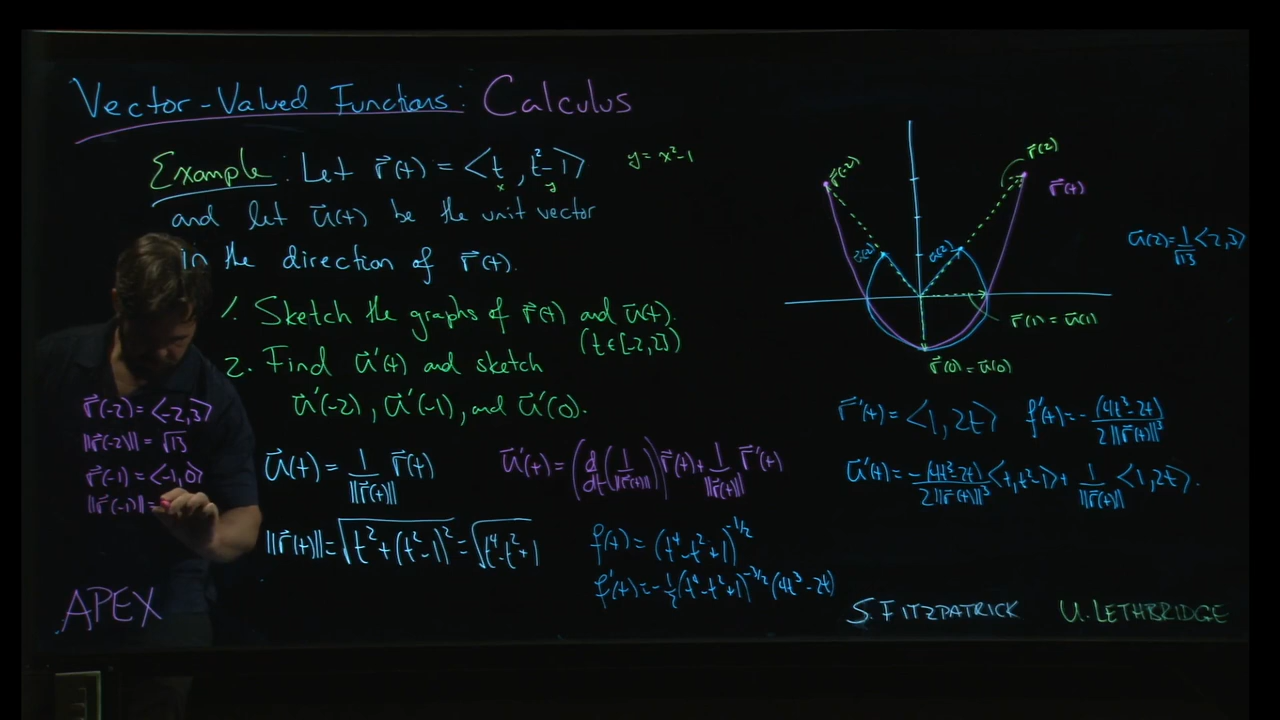 Vector-Valued Functions: Calculus
Example: Let r⃗(t) = ⟨t, t²-1⟩ y = x²-1
x y
and let u⃗(t) be the unit vector
in the direction of r⃗(t).
1. Sketch the graphs of r⃗(t) and u⃗(t).
(t∈[-2,2])
2. Find u⃗'(t) and sketch
u⃗'(-2), u⃗'(-1), and u⃗'(0).
r⃗(-2) = ⟨-2,3⟩
||r⃗(-2)|| = √13
r⃗(-1) = ⟨-1,0⟩
||r⃗(-1)|| =
u⃗(t) = 1/||r⃗(t)|| r⃗(t)
||r⃗(t)|| = √(t²+(t²-1)²) = √(t⁴-t²+1)
u⃗'(t) = (d/dt(1/||r⃗(t)||)) r⃗(t) + 1/||r⃗(t)|| r⃗'(t)
f(t) = (t⁴-t²+1)^(-1/2)
f'(t) = -1/2(t⁴-t²+1)^(-3/2)(4t³-2t)
r⃗(-2)
r⃗(2)
r⃗(t)
u⃗(-2)
u⃗(2)
u⃗(2) = 1/√13 ⟨2,3⟩
r⃗(1) = u⃗(1)
r⃗(0) = u⃗(0)
r⃗'(t) = ⟨1,2t⟩ f'(t) = -(4t³-2t)/2||r⃗(t)||³
u⃗'(t) = -(4t³-2t)/2||r⃗(t)||³ ⟨t,t²-1⟩ + 1/||r⃗(t)|| ⟨1,2t⟩.
APEX
S. FITZPATRICK U. LETHBRIDGE